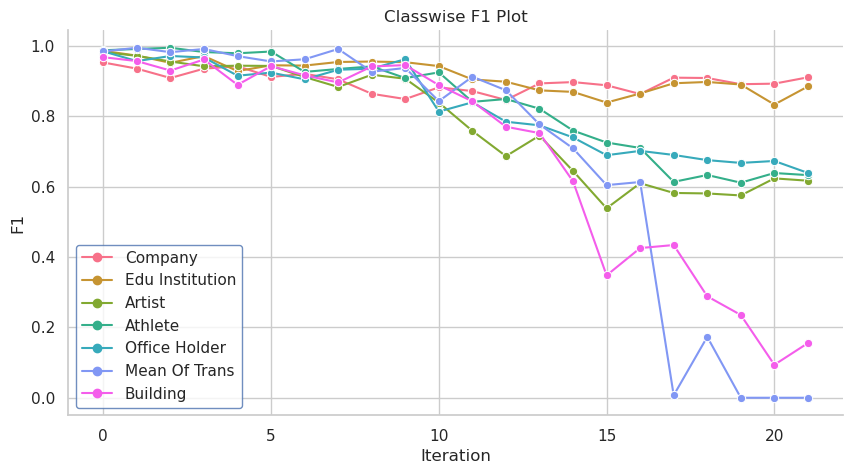 Classwise F1 Plot
1.0
0.8
0.6
0.4
0.2
0.0
F1
Company
Edu Institution
Artist
Athlete
Office Holder
Mean Of Trans
Building
0 5 10 15 20
Iteration